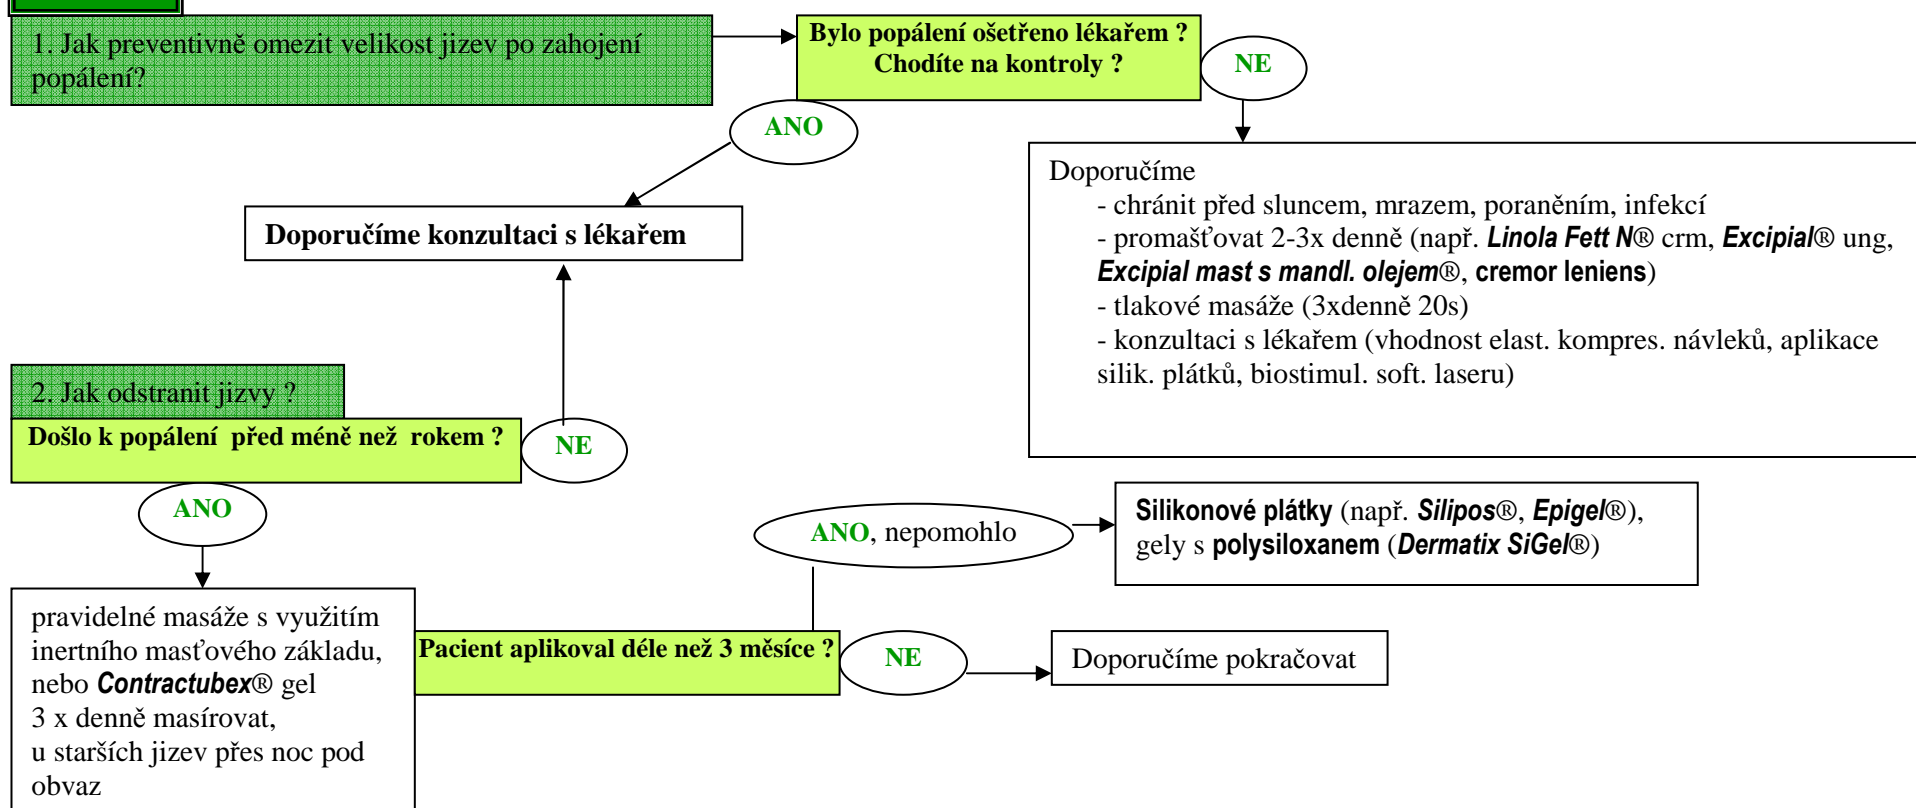 1. Jak preventivně omezit velikost jizev po zahojení
popálení?
Bylo popálení ošetřeno lékařem ?
Chodíte na kontroly ?
NE
ANO
Doporučíme konzultaci s lékařem
Doporučíme
- chránit před sluncem, mrazem, poraněním, infekcí
- promašťovat 2-3x denně (např. Linola Fett N® crm, Excipial® ung,
Excipial mast s mandl. olejem®, cremor leniens)
- tlakové masáže (3xdenně 20s)
- konzultaci s lékařem (vhodnost elast. kompres. návleků, aplikace
silik. plátků, biostimul. soft. laseru)
2. Jak odstranit jizvy ?
Došlo k popálení  před méně než  rokem ?
NE
ANO
pravidelné masáže s využitím
inertního masťového základu,
nebo Contractubex® gel
3 x denně masírovat,
u starších jizev přes noc pod
obvaz
Pacient aplikoval déle než 3 měsíce ?
ANO, nepomohlo
Silikonové plátky (např. Silipos®, Epigel®),
gely s polysiloxanem (Dermatix SiGel®)
NE
Doporučíme pokračovat